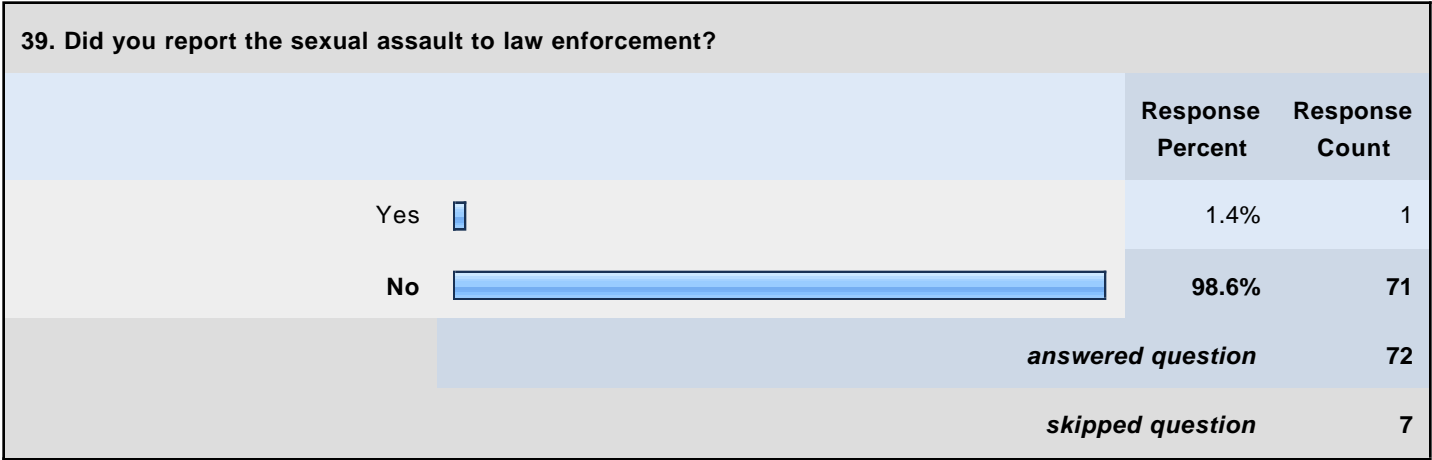 39. Did you report the sexual assault to law enforcement?
Response Percent Response Count
Yes 1.4% 1
No 98.6% 71
answered question 72
skipped question 7